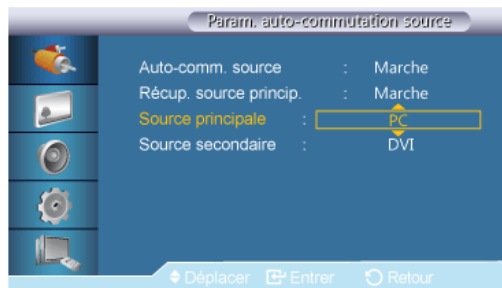 Param. auto-commutation source
Auto-comm. source : Marche
Récup. source princip. : Marche
Source principale : PC
Source secondaire : DVI
Déplacer Entrer Retour